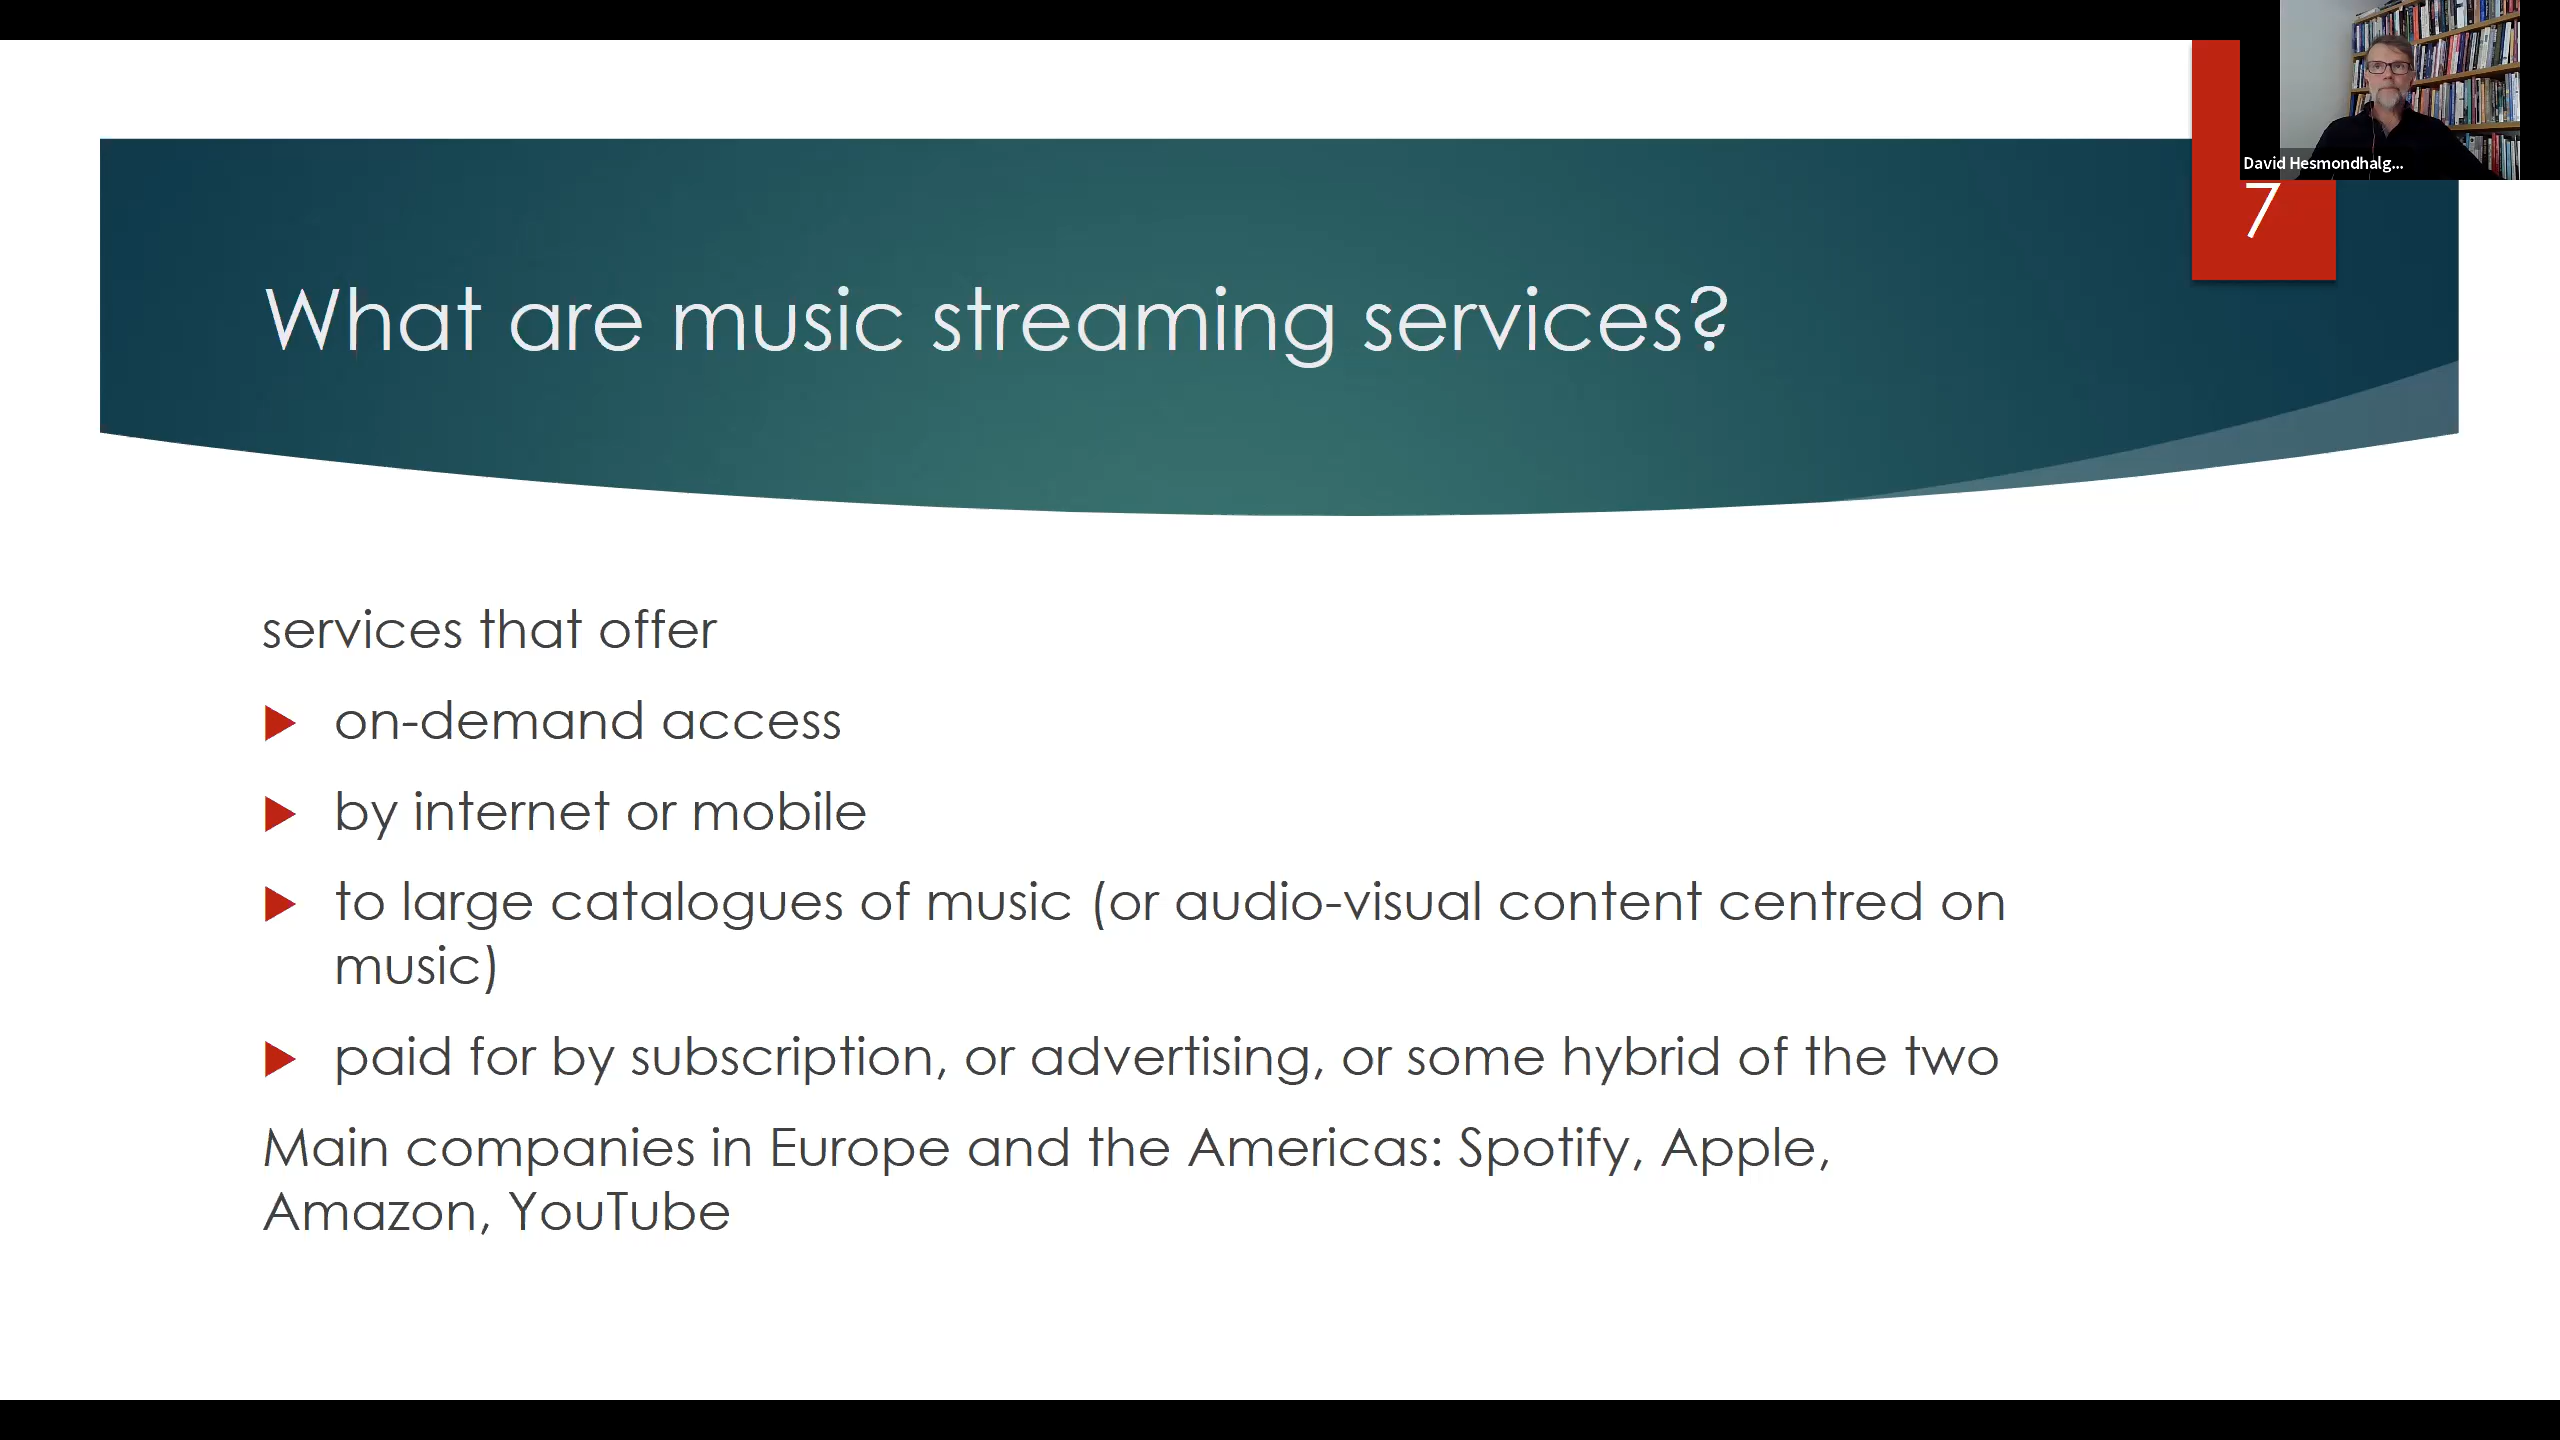 David Hesmondhalg...
7
What are music streaming services?
services that offer
on-demand access
by internet or mobile
to large catalogues of music (or audio-visual content centred on
music)
paid for by subscription, or advertising, or some hybrid of the two
Main companies in Europe and the Americas: Spotify, Apple,
Amazon, YouTube